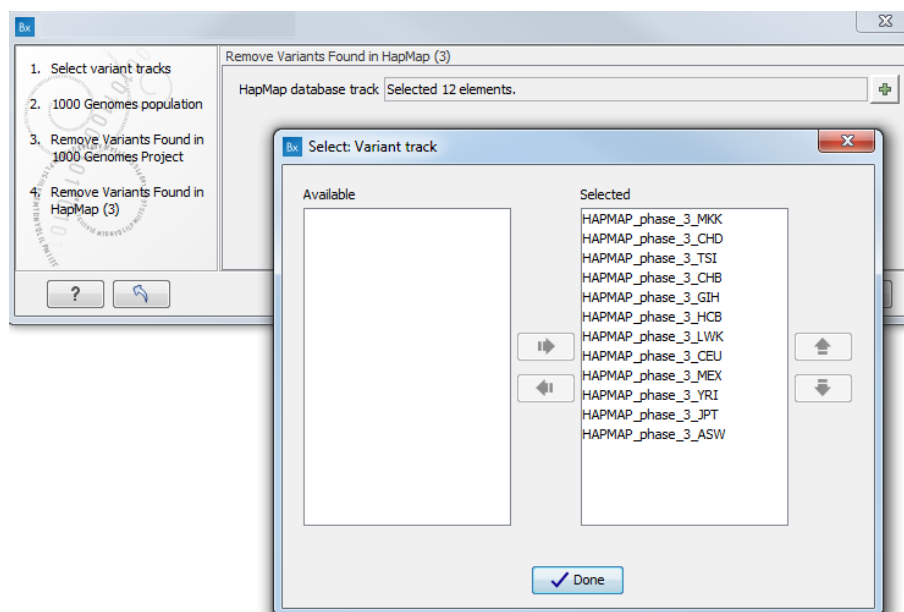 Bx
1. Select variant tracks
2. 1000 Genomes population
3. Remove Variants Found in
1000 Genomes Project
4. Remove Variants Found in
HapMap (3)
Remove Variants Found in HapMap (3)
HapMap database track Selected 12 elements.
?
Bx Select: Variant track
Available
Selected
HAPMAP_phase_3_MKK
HAPMAP_phase_3_CHD
HAPMAP_phase_3_TSI
HAPMAP_phase_3_CHB
HAPMAP_phase_3_GIH
HAPMAP_phase_3_HCB
HAPMAP_phase_3_LWK
HAPMAP_phase_3_CEU
HAPMAP_phase_3_MEX
HAPMAP_phase_3_YRI
HAPMAP_phase_3_JPT
HAPMAP_phase_3_ASW
Done